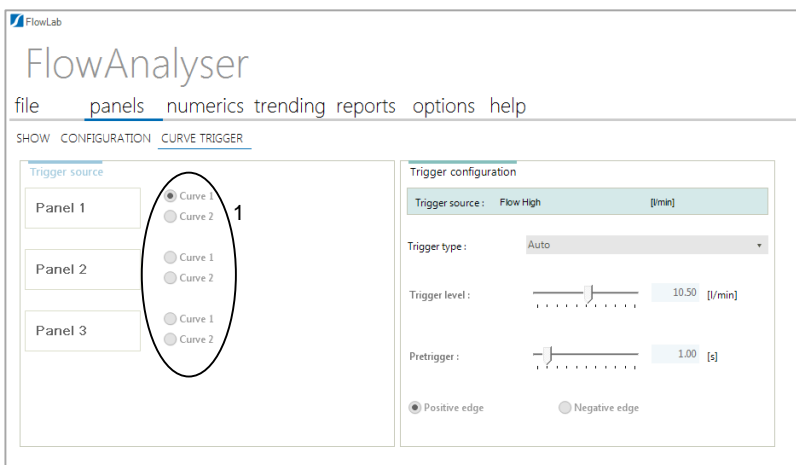 FlowLab
FlowAnalyser
file panels numerics trending reports options help
SHOW CONFIGURATION CURVE TRIGGER
Trigger source
Panel 1
Curve 1
Curve 2
1
Panel 2
Curve 1
Curve 2
Panel 3
Curve 1
Curve 2
Trigger configuration
Trigger source : Flow High [l/min]
Trigger type : Auto
Trigger level : 10.50 [l/min]
Pretrigger : 1.00 [s]
Positive edge Negative edge